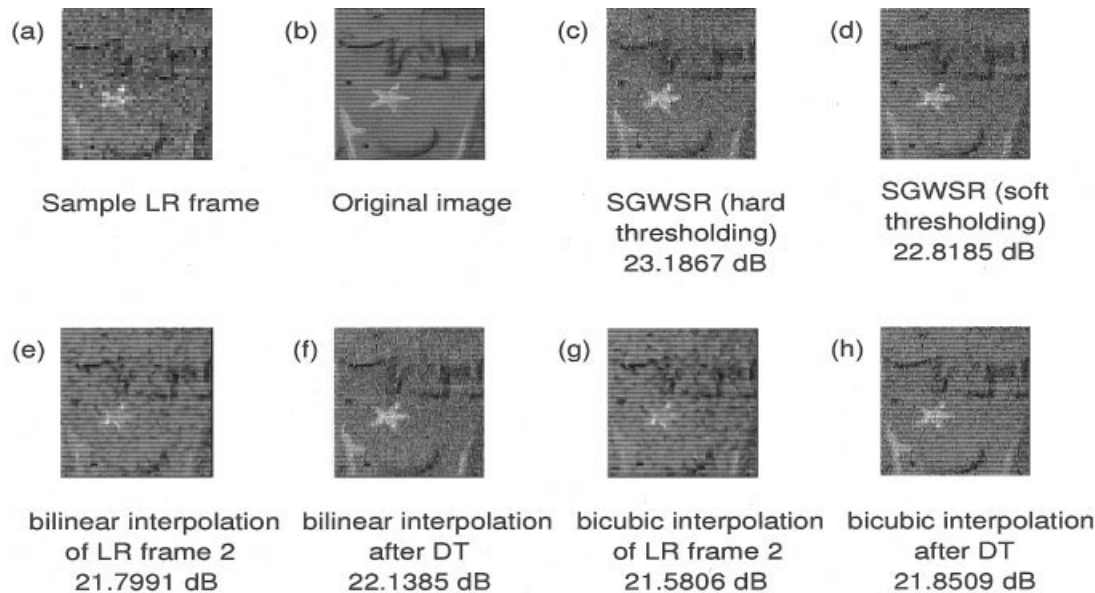 (a)
(b)
(c)
(d)
Sample LR frame
Original image
SGWSR (hard
thresholding)
23.1867 dB
SGWSR (soft
thresholding)
22.8185 dB
(e)
(f)
(g)
(h)
bilinear interpolation
of LR frame 2
21.7991 dB
bilinear interpolation
after DT
22.1385 dB
bicubic interpolation
of LR frame 2
21.5806 dB
bicubic interpolation
after DT
21.8509 dB